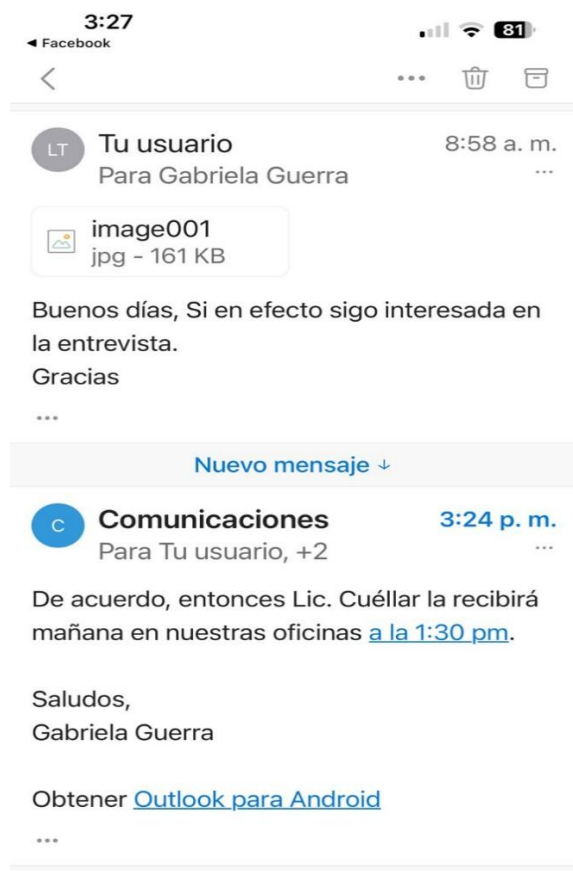 3:27
81
◄ Facebook
LT
Tu usuario
8:58 a. m.
Para Gabriela Guerra
...
image001
jpg - 161 KB
Buenos días, Si en efecto sigo interesada en
la entrevista.
Gracias
...
Nuevo mensaje ↓
C
Comunicaciones
3:24 p. m.
Para Tu usuario, +2
...
De acuerdo, entonces Lic. Cuéllar la recibirá
mañana en nuestras oficinas a la 1:30 pm.
Saludos,
Gabriela Guerra
Obtener Outlook para Android
...